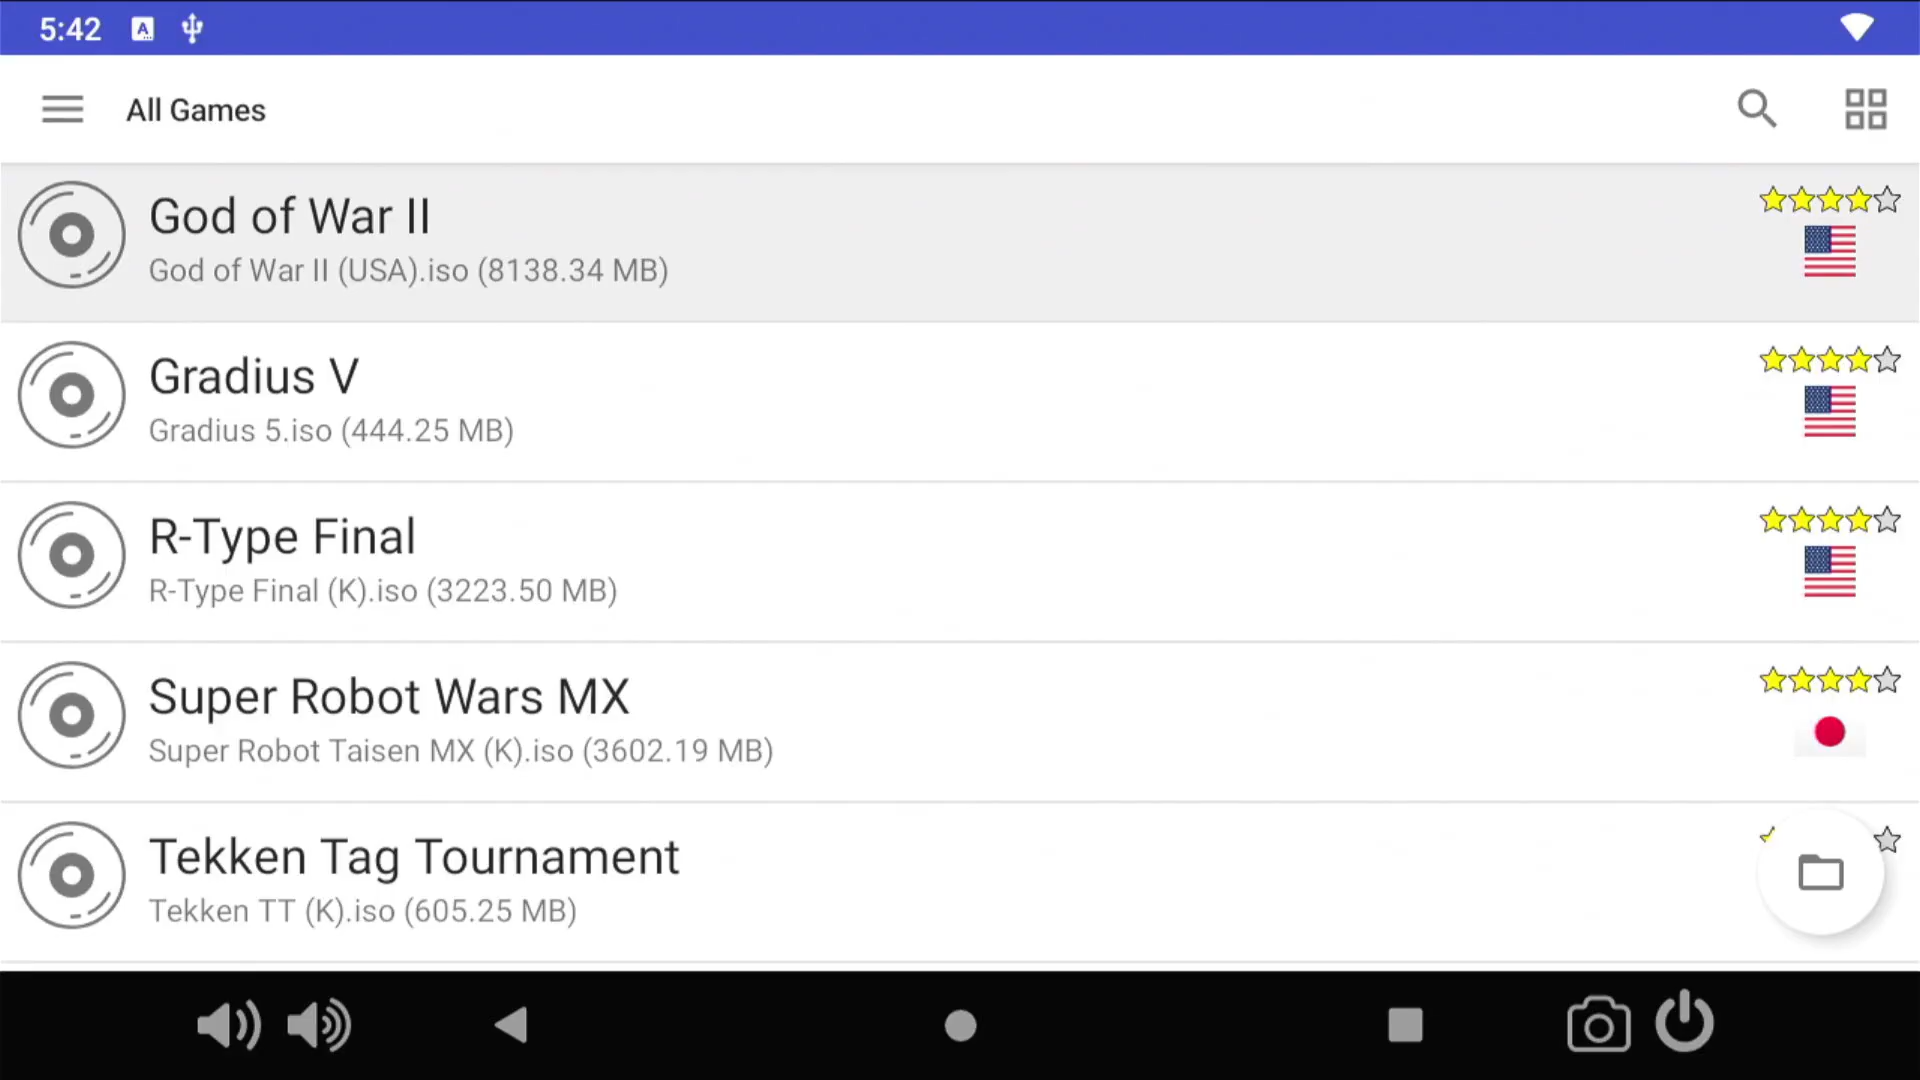 5:42
A
All Games
God of War II
God of War II (USA).iso (8138.34 MB)
Gradius V
Gradius 5.iso (444.25 MB)
R-Type Final
R-Type Final (K).iso (3223.50 MB)
Super Robot Wars MX
Super Robot Taisen MX (K).iso (3602.19 MB)
Tekken Tag Tournament
Tekken TT (K).iso (605.25 MB)